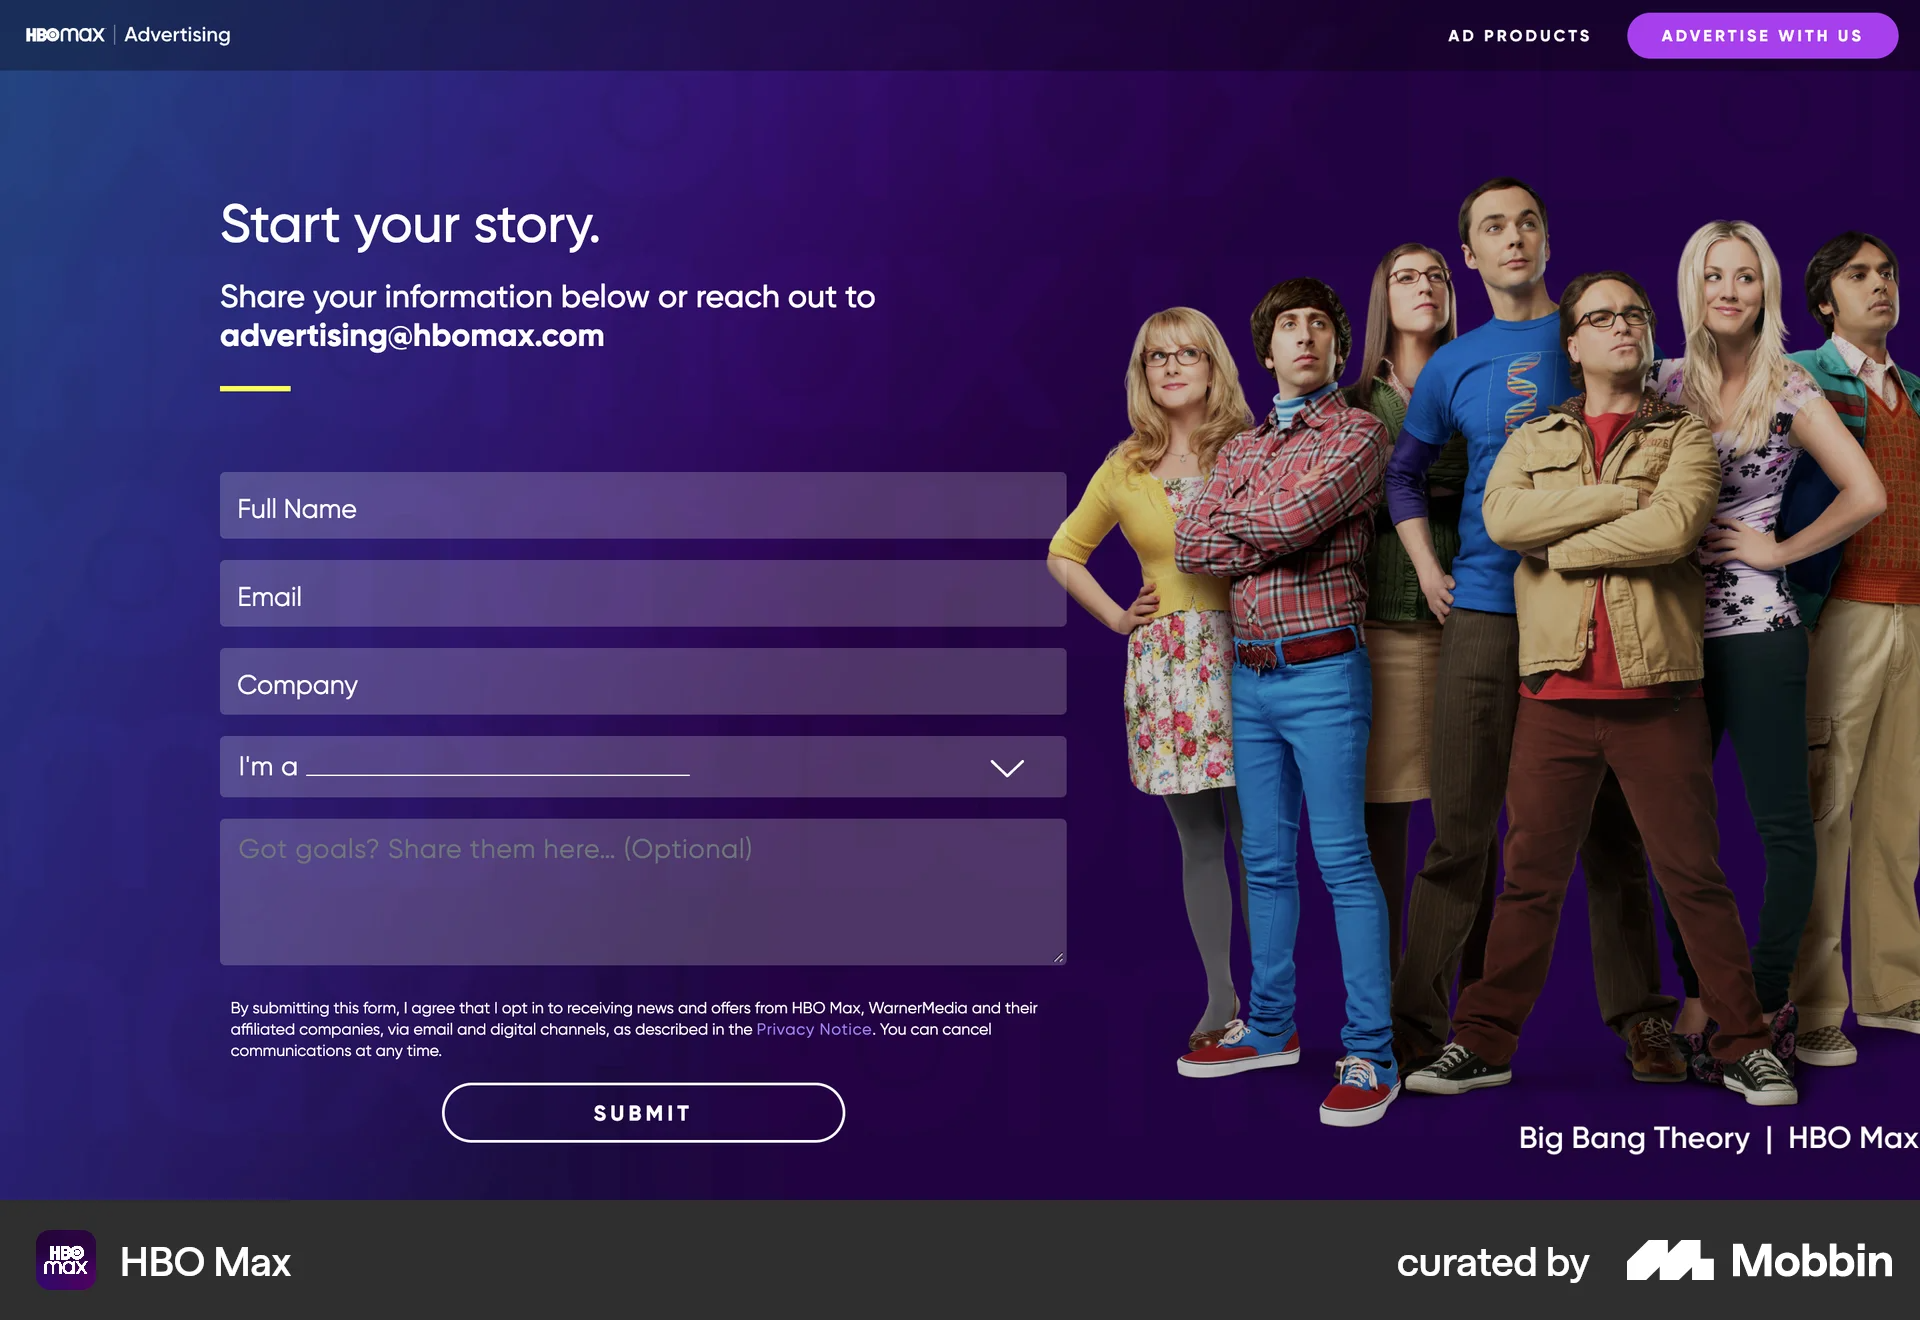 HBOmax | Advertising
AD PRODUCTS
ADVERTISE WITH US
Start your story.
Share your information below or reach out to
advertising@hbomax.com
Full Name
Email
Company
I'm a ____________________
Got goals? Share them here... (Optional)
By submitting this form, I agree that I opt in to receiving news and offers from HBO Max, WarnerMedia and their
affiliated companies, via email and digital channels, as described in the Privacy Notice. You can cancel
communications at any time.
SUBMIT
Big Bang Theory | HBO Max
HBO
max
HBO Max
curated by
Mobbin